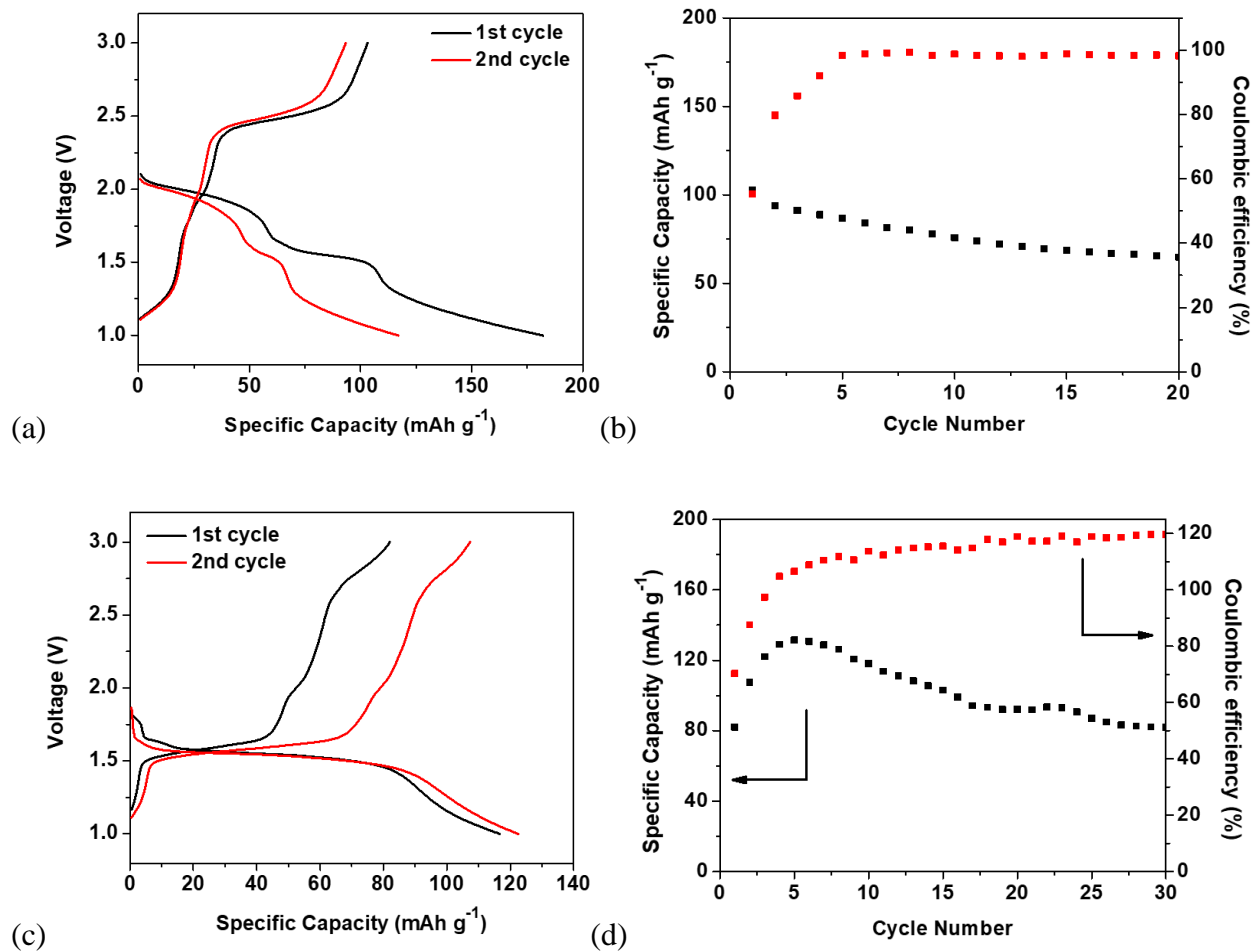 1st cycle
2nd cycle
3.0
2.5
2.0
1.5
1.0
Voltage (V)
0 50 100 150 200
Specific Capacity (mAh g-1)
(a)
200
175
150
125
100
75
50
25
0
Specific Capacity (mAh g-1)
100
80
60
40
20
0
Coulombic efficiency (%)
0 5 10 15 20
Cycle Number
(b)
1st cycle
2nd cycle
3.0
2.5
2.0
1.5
1.0
Voltage (V)
0 20 40 60 80 100 120 140
Specific Capacity (mAh g-1)
(c)
200
160
120
80
40
0
Specific Capacity (mAh g-1)
120
100
80
60
40
20
0
Coulombic efficiency (%)
0 5 10 15 20 25 30
Cycle Number
(d)